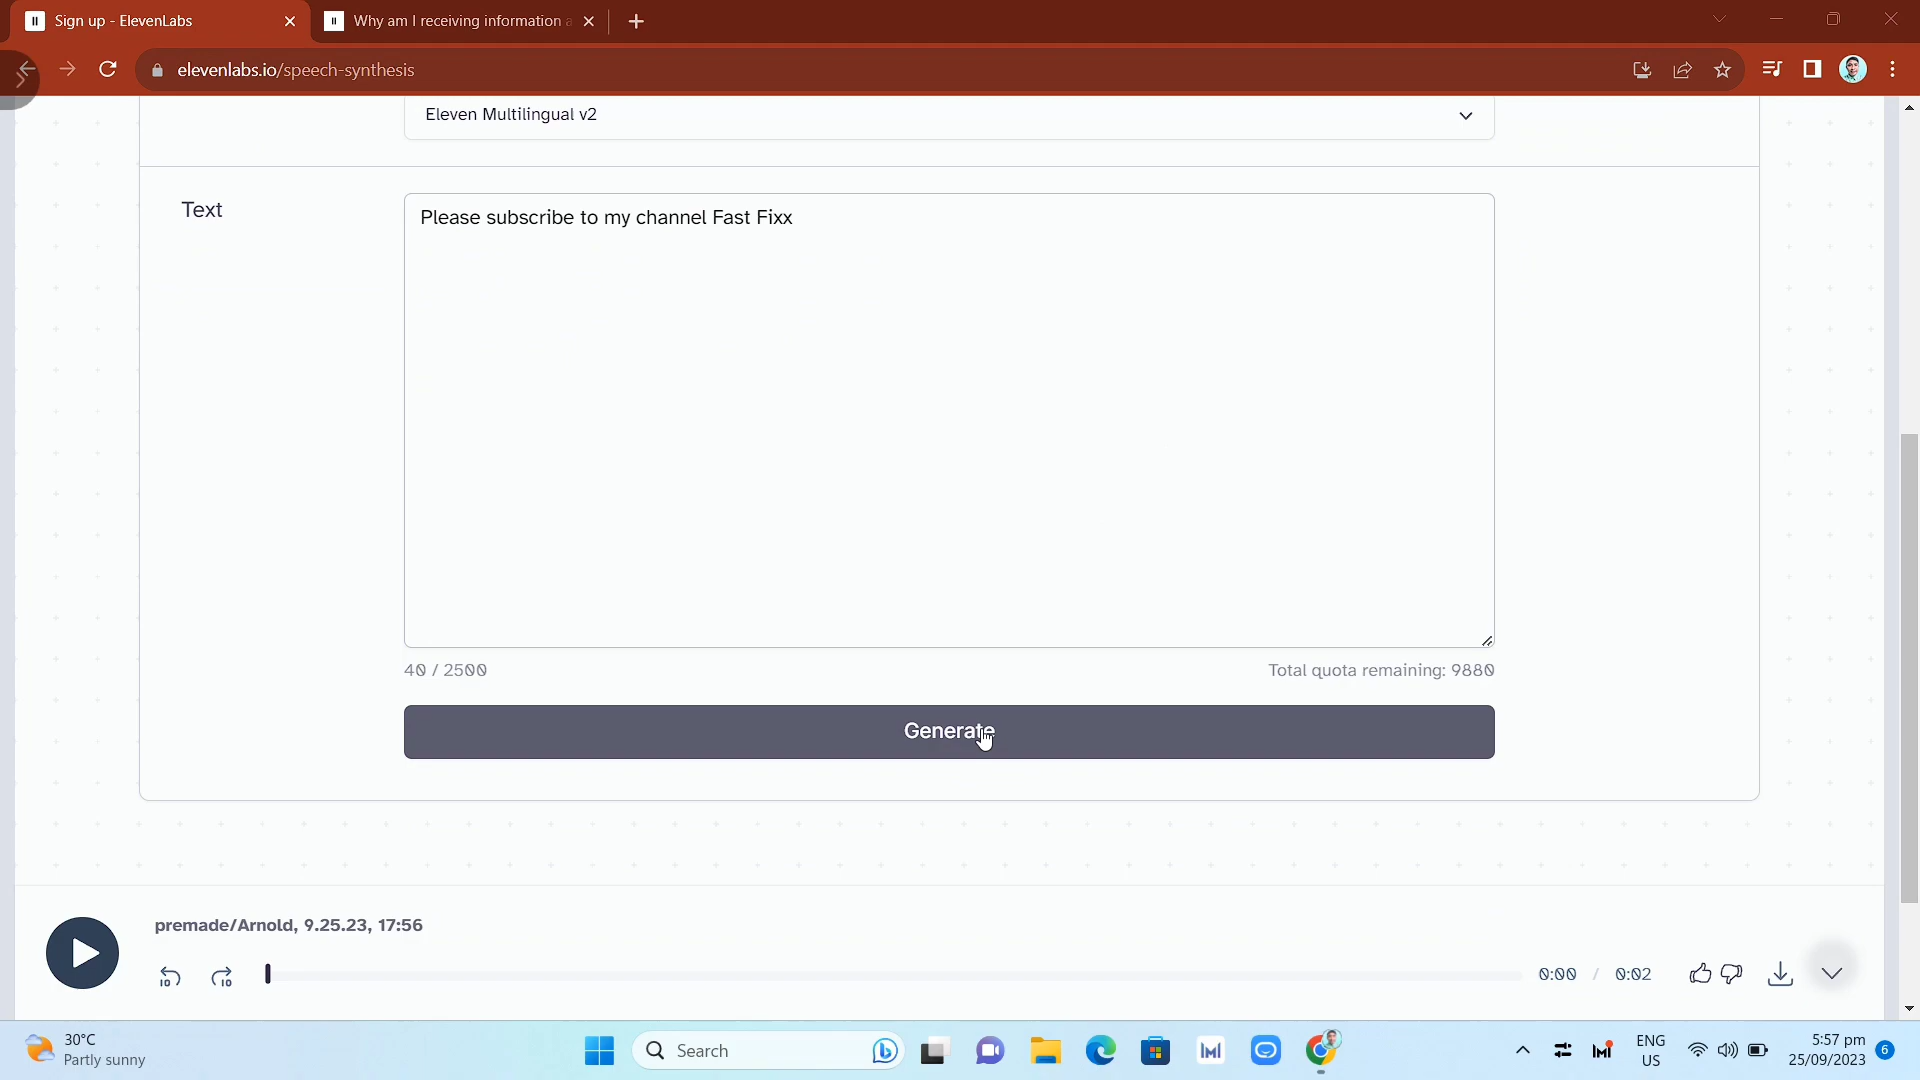 Sign up - ElevenLabs
Why am I receiving information
elevenlabs.io/speech-synthesis
Eleven Multilingual v2
Text
Please subscribe to my channel Fast Fixx
40 / 2500
Total quota remaining: 9880
Generate
premade/Arnold, 9.25.23, 17:56
10
10
0:00 / 0:02
30°C
Partly sunny
Search
ENG
US
5:57 pm
25/09/2023
6